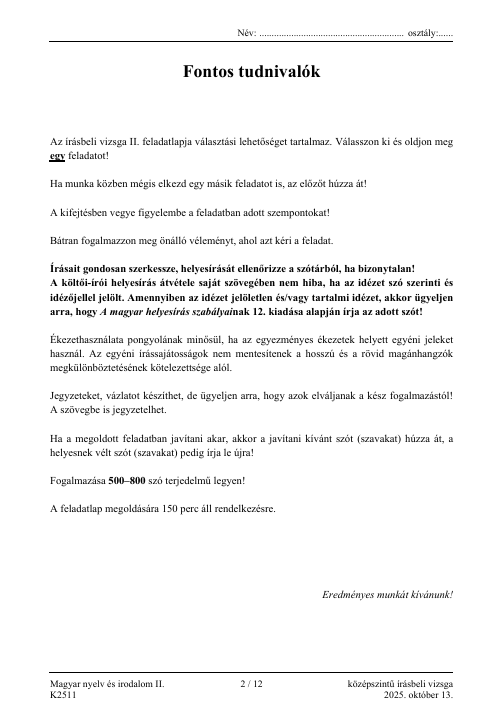 Név: ........................................................... osztály:......
Fontos tudnivalók
Az írásbeli vizsga II. feladatlapja választási lehetőséget tartalmaz. Válasszon ki és oldjon meg
egy feladatot!
Ha munka közben mégis elkezd egy másik feladatot is, az előzőt húzza át!
A kifejtésben vegye figyelembe a feladatban adott szempontokat!
Bátran fogalmazzon meg önálló véleményt, ahol azt kéri a feladat.
Írásait gondosan szerkessze, helyesírását ellenőrizze a szótárból, ha bizonytalan!
A költői-írói helyesírás átvétele saját szövegében nem hiba, ha az idézet szó szerinti és
idézőjellel jelölt. Amennyiben az idézet jelöletlen és/vagy tartalmi idézet, akkor ügyeljen
arra, hogy A magyar helyesírás szabályainak 12. kiadása alapján írja az adott szót!
Ékezethasználata pongyolának minősül, ha az egyezményes ékezetek helyett egyéni jeleket
használ. Az egyéni írássajátosságok nem mentesítenek a hosszú és a rövid magánhangzók
megkülönböztetésének kötelezettsége alól.
Jegyzeteket, vázlatot készíthet, de ügyeljen arra, hogy azok elváljanak a kész fogalmazástól!
A szövegbe is jegyzetelhet.
Ha a megoldott feladatban javítani akar, akkor a javítani kívánt szót (szavakat) húzza át, a
helyesnek vélt szót (szavakat) pedig írja le újra!
Fogalmazása 500–800 szó terjedelmű legyen!
A feladatlap megoldására 150 perc áll rendelkezésre.
Eredményes munkát kívánunk!
Magyar nyelv és irodalom II. 2 / 12 középszintű írásbeli vizsga
K2511 2025. október 13.